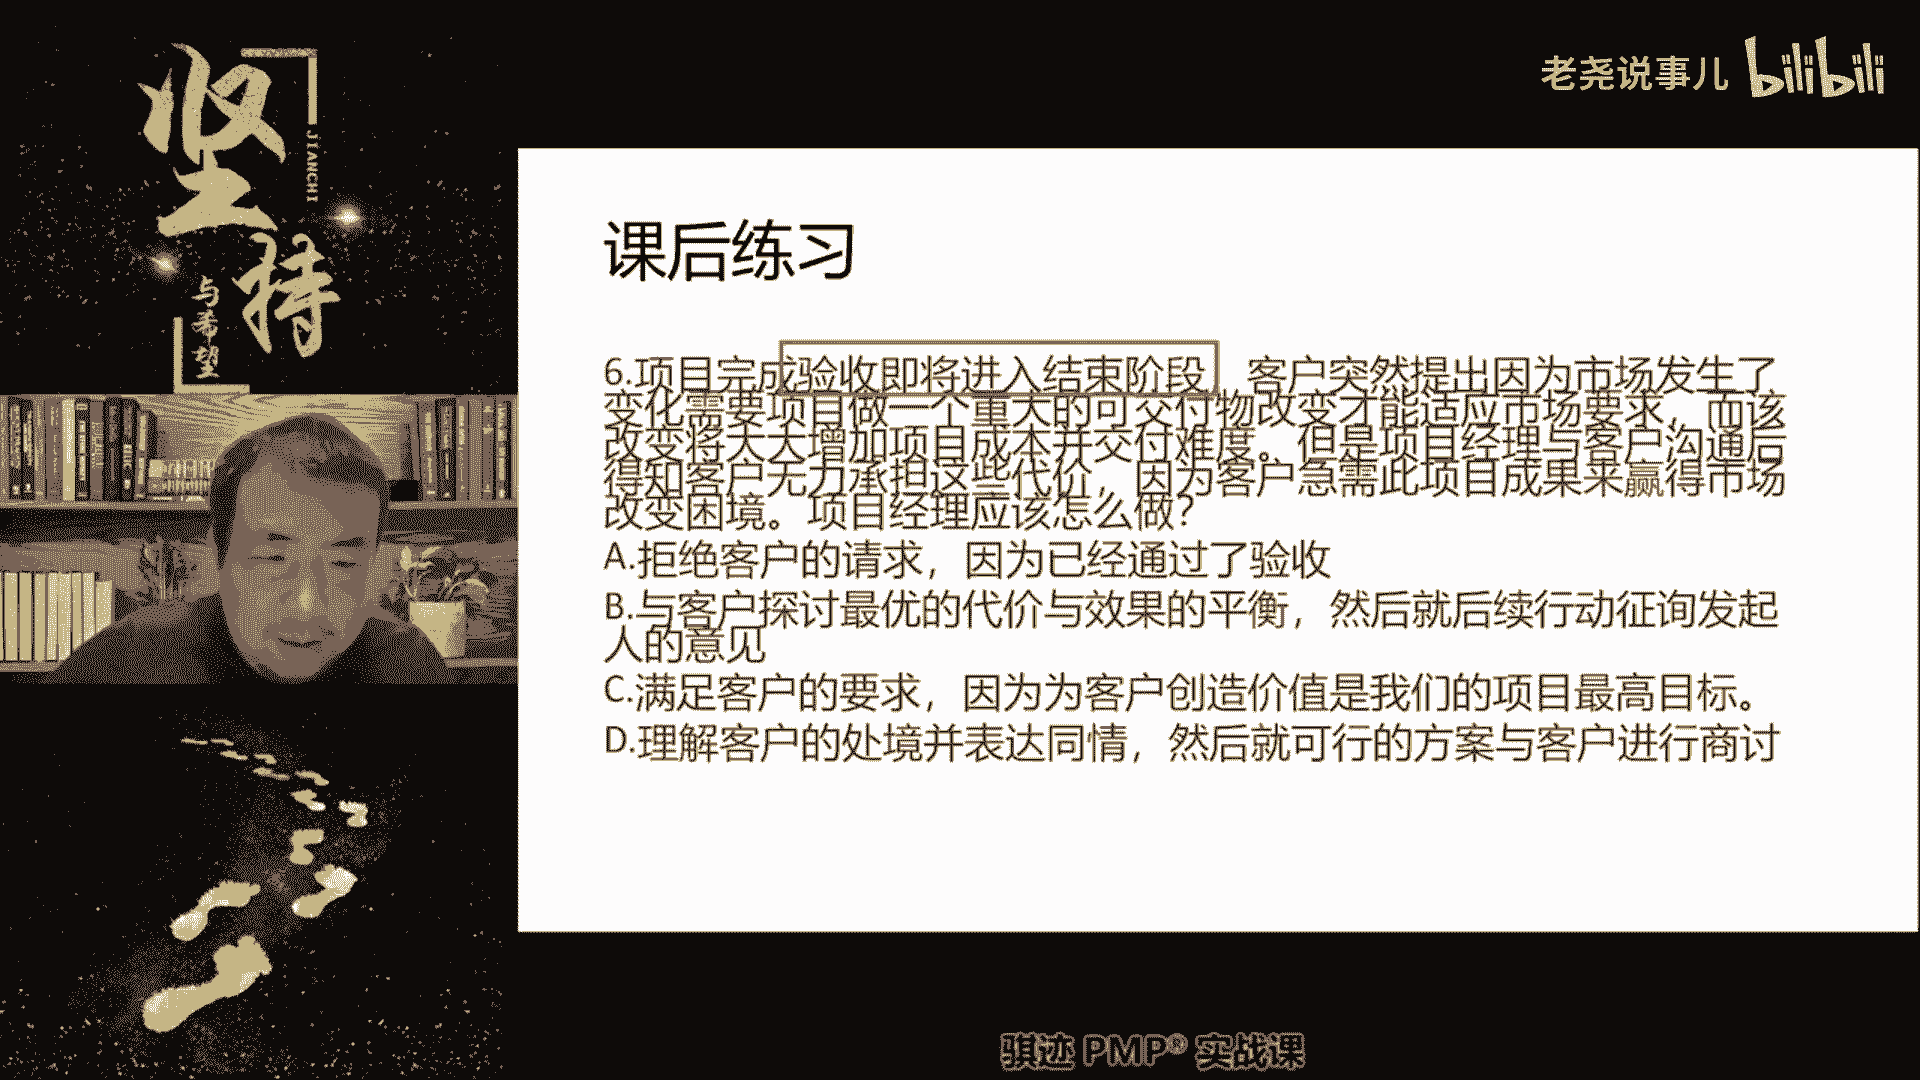 坚持
JIANCHI
与希望
老尧说事儿 bilibili
课后练习
6.项目完成验收即将进入结束阶段，客户突然提出因为市场发生了
变化需要项目做一个重大的可交付物改变才能适应市场要求，而该
改变将大大增加项目成本并交付难度。但是项目经理与客户沟通后
得知客户无力承担这些代价，因为客户急需此项目成果来赢得市场
改变困境。项目经理应该怎么做？
A.拒绝客户的请求，因为已经通过了验收
B.与客户探讨最优的代价与效果的平衡，然后就后续行动征询发起
人的意见
C.满足客户的要求，因为为客户创造价值是我们的项目最高目标。
D.理解客户的处境并表达同情，然后就可行的方案与客户进行商讨
骐迹 PMP® 实战课